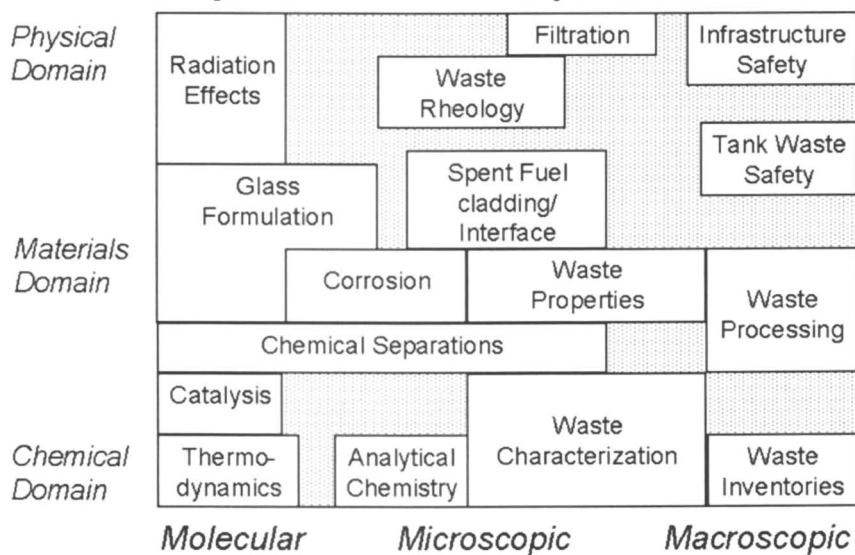 Physical
Domain
Radiation
Effects
Filtration
Waste
Rheology
Infrastructure
Safety
Tank Waste
Safety
Glass
Formulation
Spent Fuel
cladding/
Interface
Materials
Domain
Corrosion
Waste
Properties
Waste
Processing
Chemical Separations
Catalysis
Chemical
Domain
Thermo-
dynamics
Analytical
Chemistry
Waste
Characterization
Waste
Inventories
Molecular
Microscopic
Macroscopic